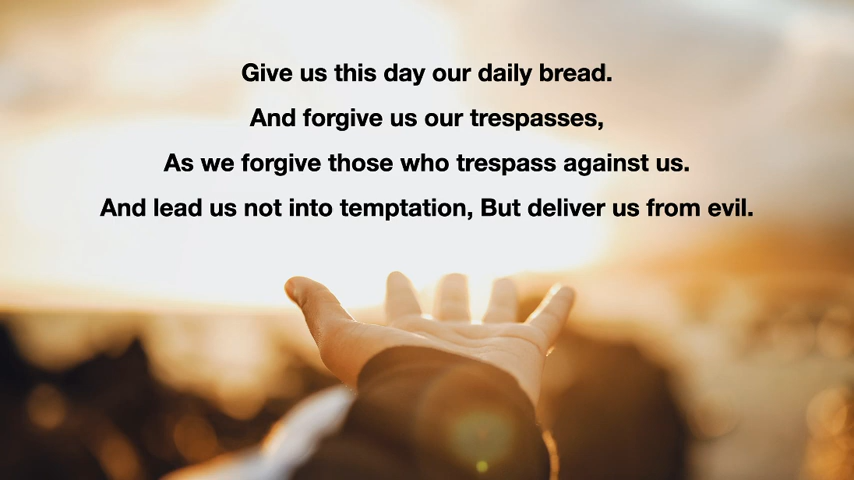 Give us this day our daily bread.
And forgive us our trespasses,
As we forgive those who trespass against us.
And lead us not into temptation, But deliver us from evil.